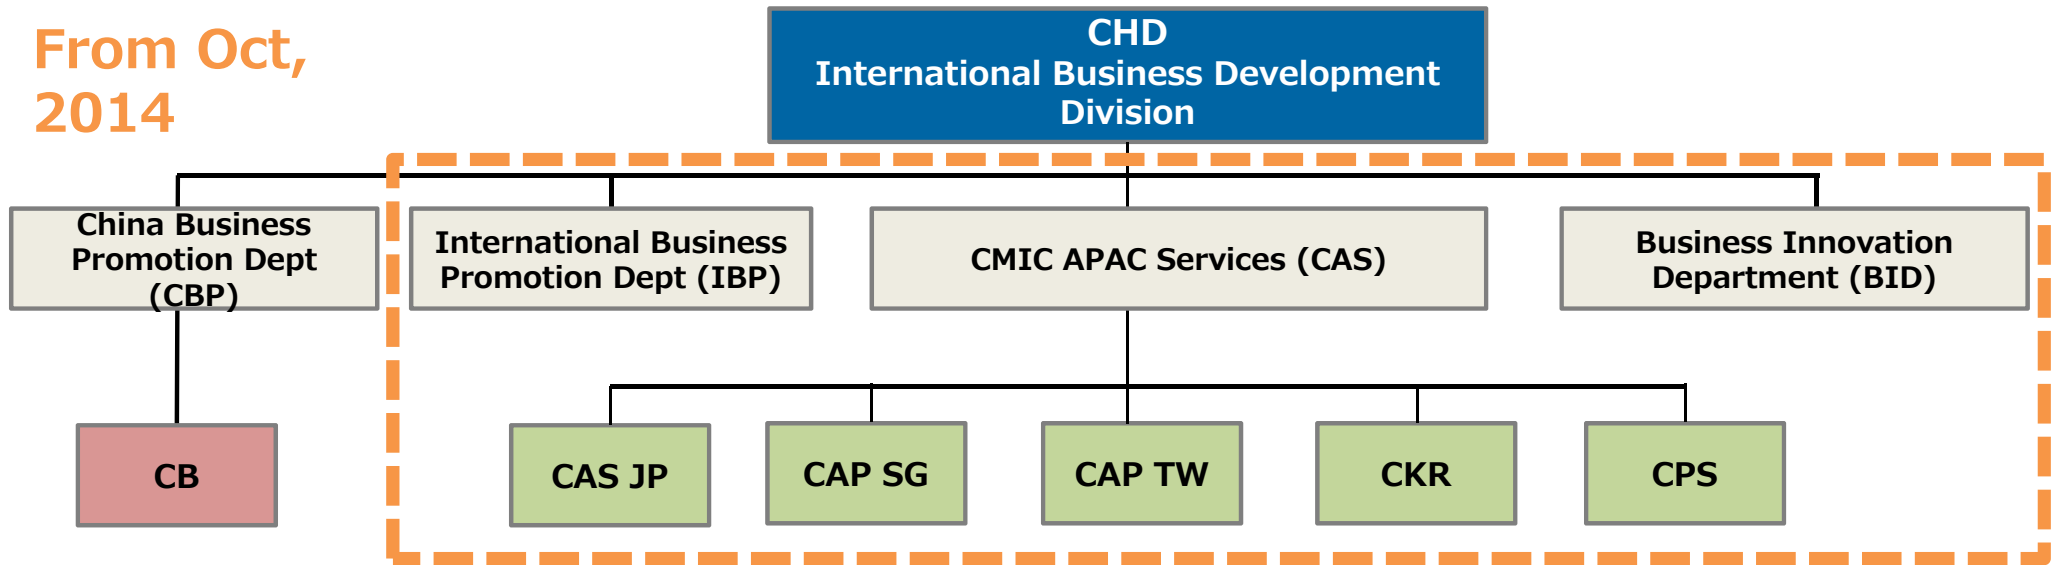 From Oct,
2014
CHD
International Business Development
Division
China Business
Promotion Dept
(CBP)
International Business
Promotion Dept (IBP)
CMIC APAC Services (CAS)
Business Innovation
Department (BID)
CB
CAS JP
CAP SG
CAP TW
CKR
CPS